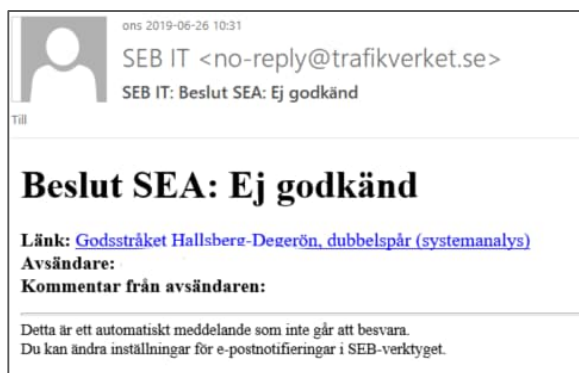 ons 2019-06-26 10:31
SEB IT <no-reply@trafikverket.se>
SEB IT: Beslut SEA: Ej godkänd
Till
Beslut SEA: Ej godkänd
Länk: Godsstråket Hallsberg-Degerön, dubbelspår (systemanalys)
Avsändare:
Kommentar från avsändaren:
Detta är ett automatiskt meddelande som inte går att besvara.
Du kan ändra inställningar för e-postnotifieringar i SEB-verktyget.